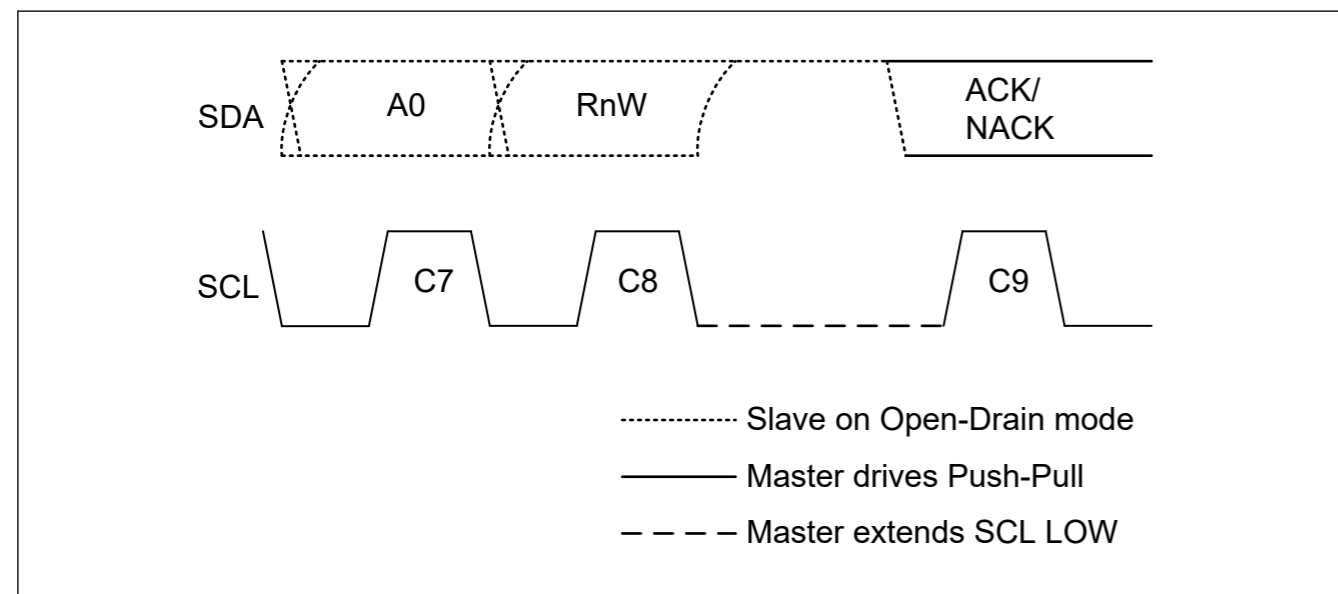 SDA
A0
RnW
ACK/
NACK
SCL
C7
C8
C9
Slave on Open-Drain mode
Master drives Push-Pull
Master extends SCL LOW